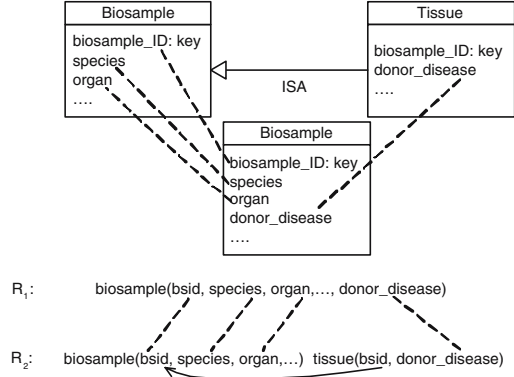 Biosample
biosample_ID: key
species
organ
....
Tissue
biosample_ID: key
donor_disease
....
ISA
Biosample
biosample_ID: key
species
organ
donor_disease
....
R1: biosample(bsid, species, organ,..., donor_disease)
R2: biosample(bsid, species, organ,...) tissue(bsid, donor_disease)